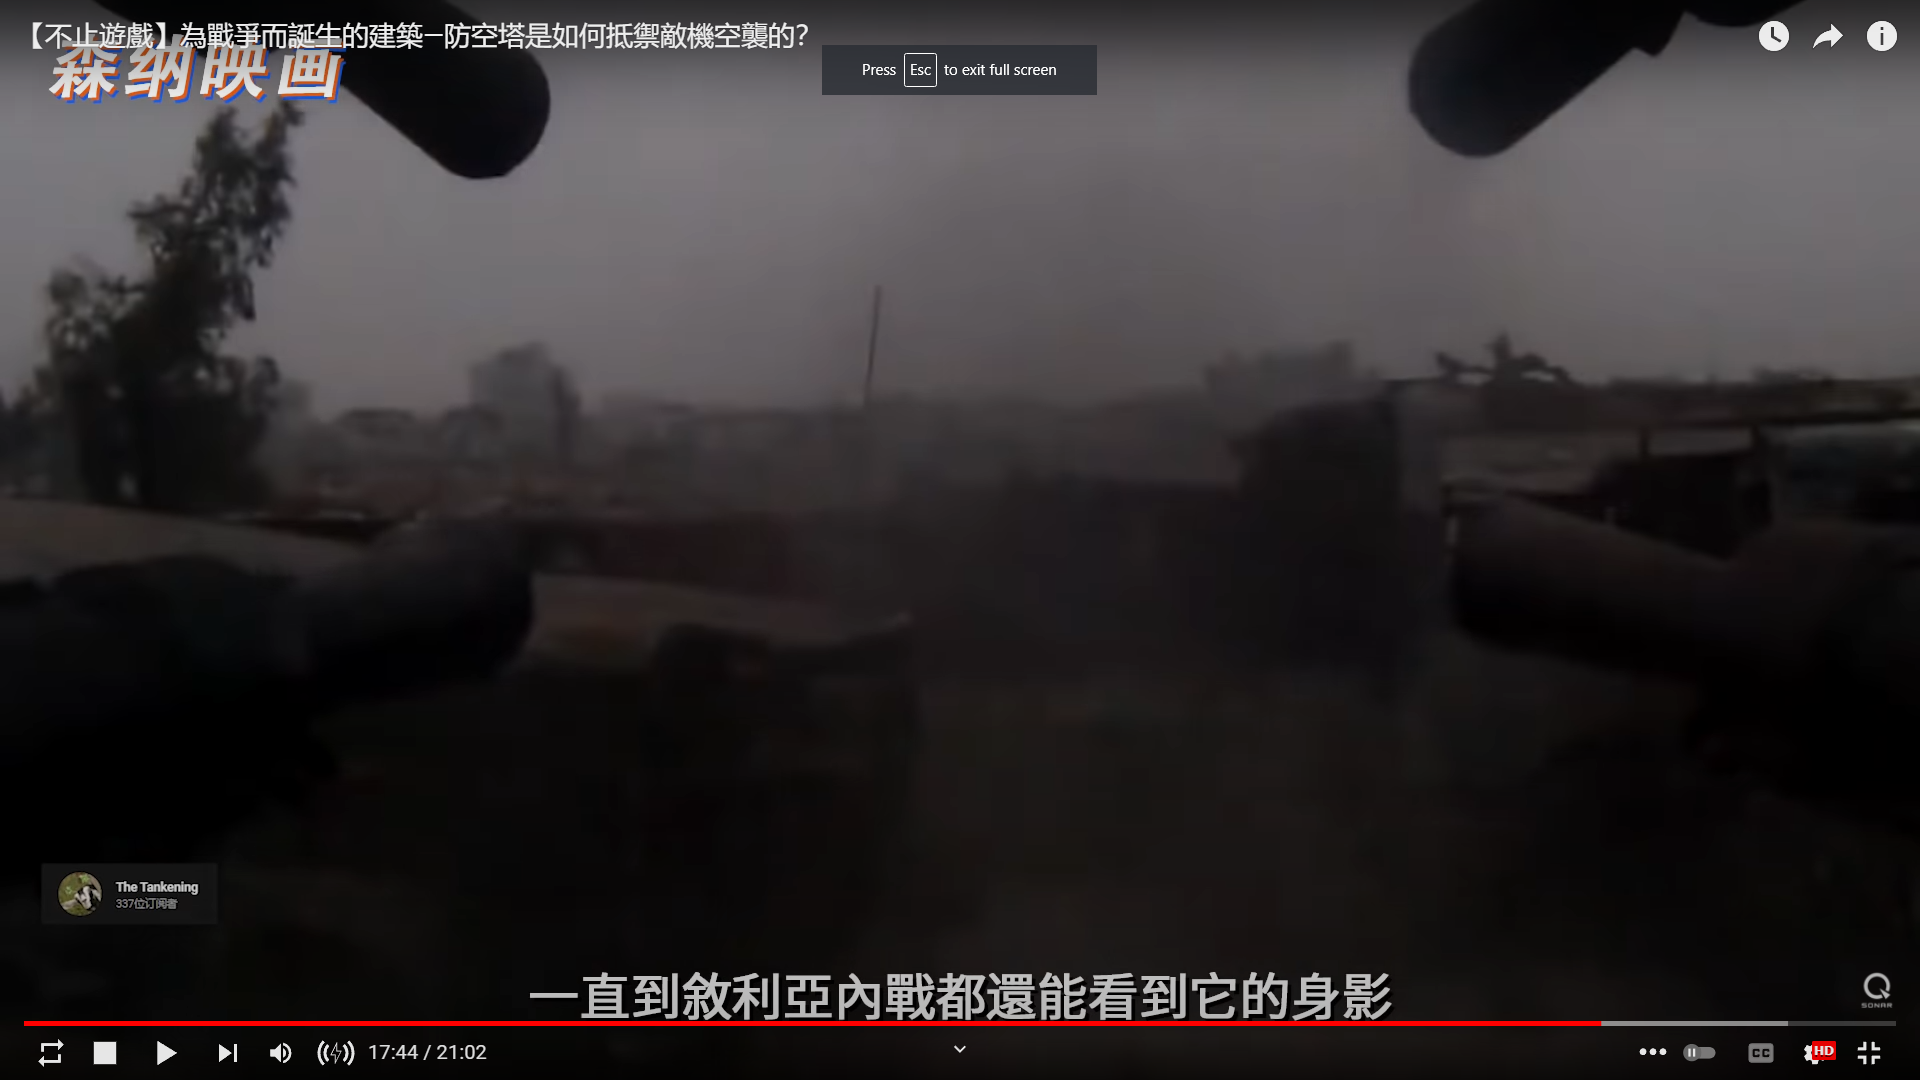 【不止遊戲】為戰爭而誕生的建築—防空塔是如何抵禦敵機空襲的?
森纳映画
Press Esc to exit full screen
The Tankening
337位订阅者
一直到敘利亞內戰都還能看到它的身影
SONAR
17:44 / 21:02
CC
HD